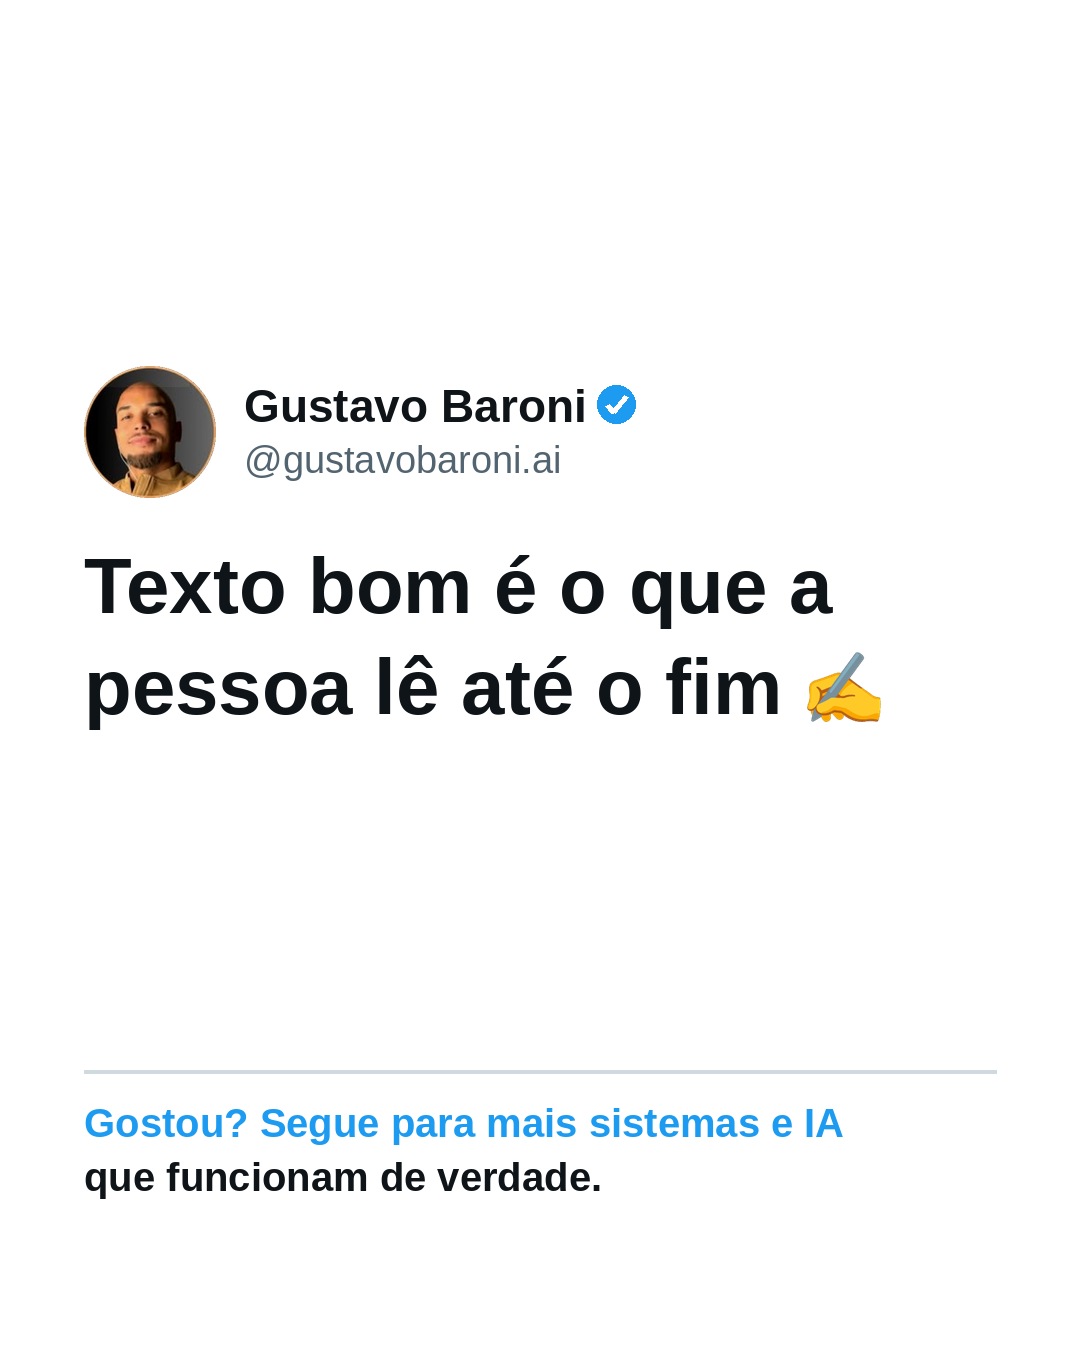 Gustavo Baroni
@gustavobaroni.ai
Texto bom é o que a
pessoa lê até o fim ✍️
Gostou? Segue para mais sistemas e IA
que funcionam de verdade.